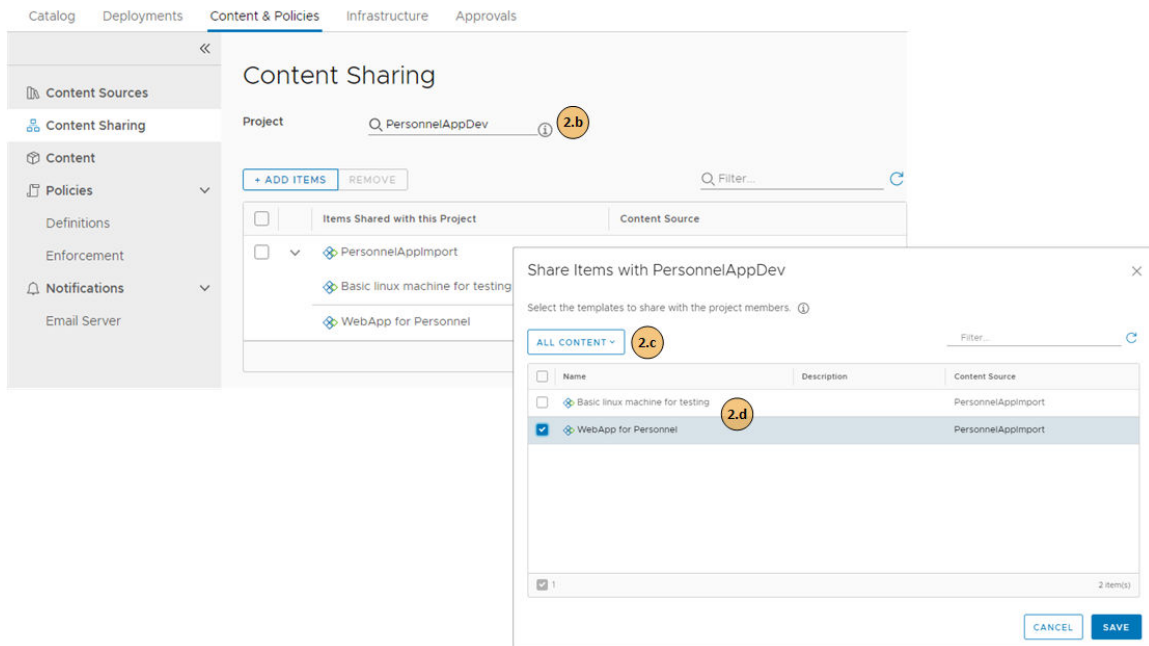 Catalog Deployments Content & Policies Infrastructure Approvals
Content Sources
Content Sharing
Content
Policies
Definitions
Enforcement
Notifications
Email Server
Content Sharing
Project PersonnelAppDev 2.b
+ ADD ITEMS REMOVE Filter...
Items Shared with this Project Content Source
PersonnelAppImport
Basic linux machine for testing
WebApp for Personnel
Share Items with PersonnelAppDev
Select the templates to share with the project members.
ALL CONTENT 2.c Filter...
Name Description Content Source
Basic linux machine for testing PersonnelAppImport
2.d
WebApp for Personnel PersonnelAppImport
1 2 item(s)
CANCEL SAVE